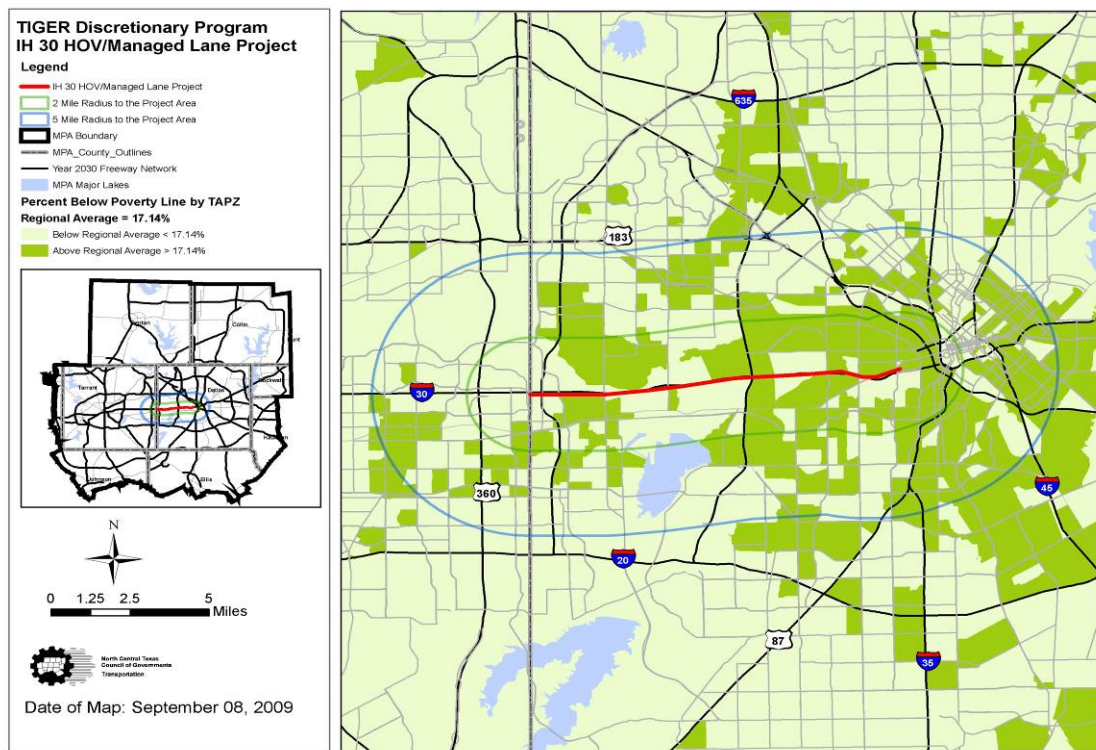 TIGER Discretionary Program
IH 30 HOV/Managed Lane Project
Legend
IH 30 HOV/Managed Lane Project
2 Mile Radius to the Project Area
5 Mile Radius to the Project Area
MPA Boundary
MPA_County_Outlines
Year 2030 Freeway Network
MPA Major Lakes
Percent Below Poverty Line by TAPZ
Regional Average = 17.14%
Below Regional Average < 17.14%
Above Regional Average > 17.14%
Collin
Tarrant
Dallas
Johnson
Ellis
N
0 1.25 2.5 5
Miles
North Central Texas
Council of Governments
Transportation
Date of Map: September 08, 2009
635
183
30
360
45
20
87
35